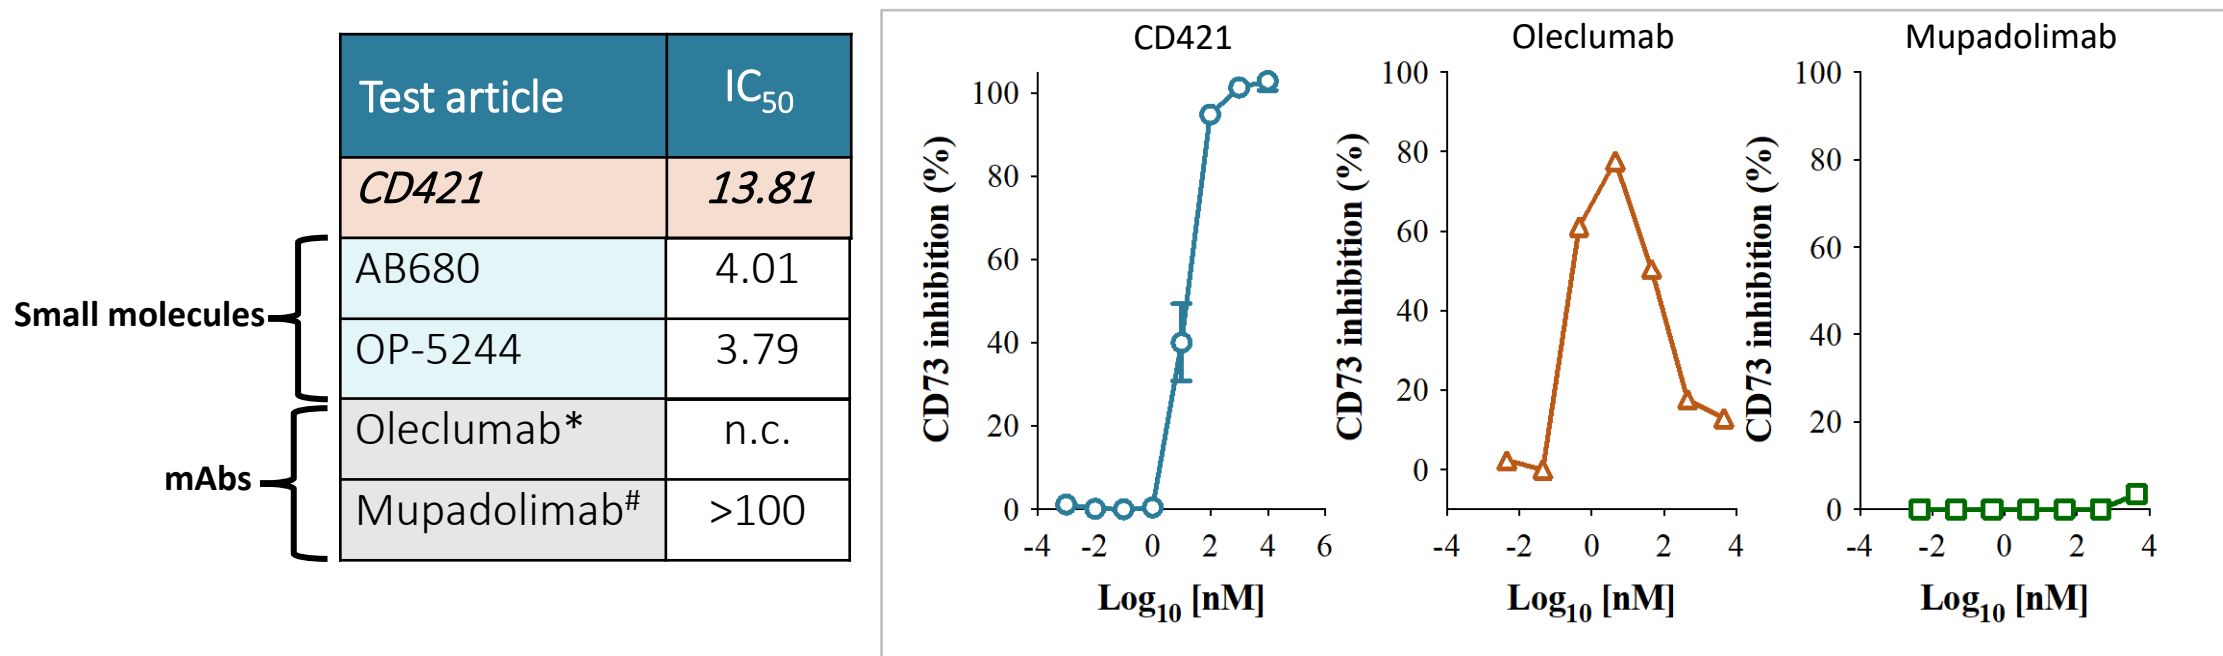 Test article IC50
CD421 13.81
Small molecules
AB680 4.01
OP-5244 3.79
mAbs
Oleclumab* n.c.
Mupadolimab# >100
CD421
CD73 inhibition (%)
100
80
60
40
20
0
-4 -2 0 2 4 6
Log10 [nM]
Oleclumab
CD73 inhibition (%)
100
80
60
40
20
0
-4 -2 0 2 4
Log10 [nM]
Mupadolimab
CD73 inhibition (%)
100
80
60
40
20
0
-4 -2 0 2 4
Log10 [nM]